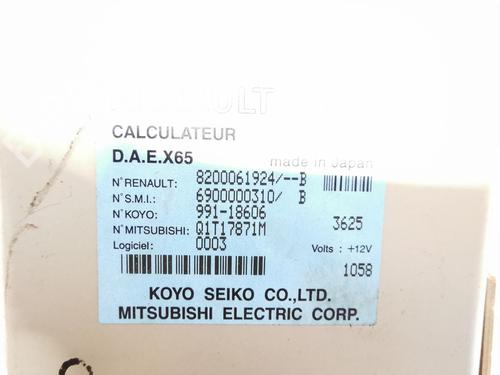 RENAULT
CALCULATEUR
D.A.E.X65 made in Japan
N° RENAULT: 8200061924/--B
N° S.M.I.: 6900000310/ B
N° KOYO: 991-18606 3625
N° MITSUBISHI: Q1T17871M
Logiciel: 0003 Volts : +12V
1058
KOYO SEIKO CO.,LTD.
MITSUBISHI ELECTRIC CORP.